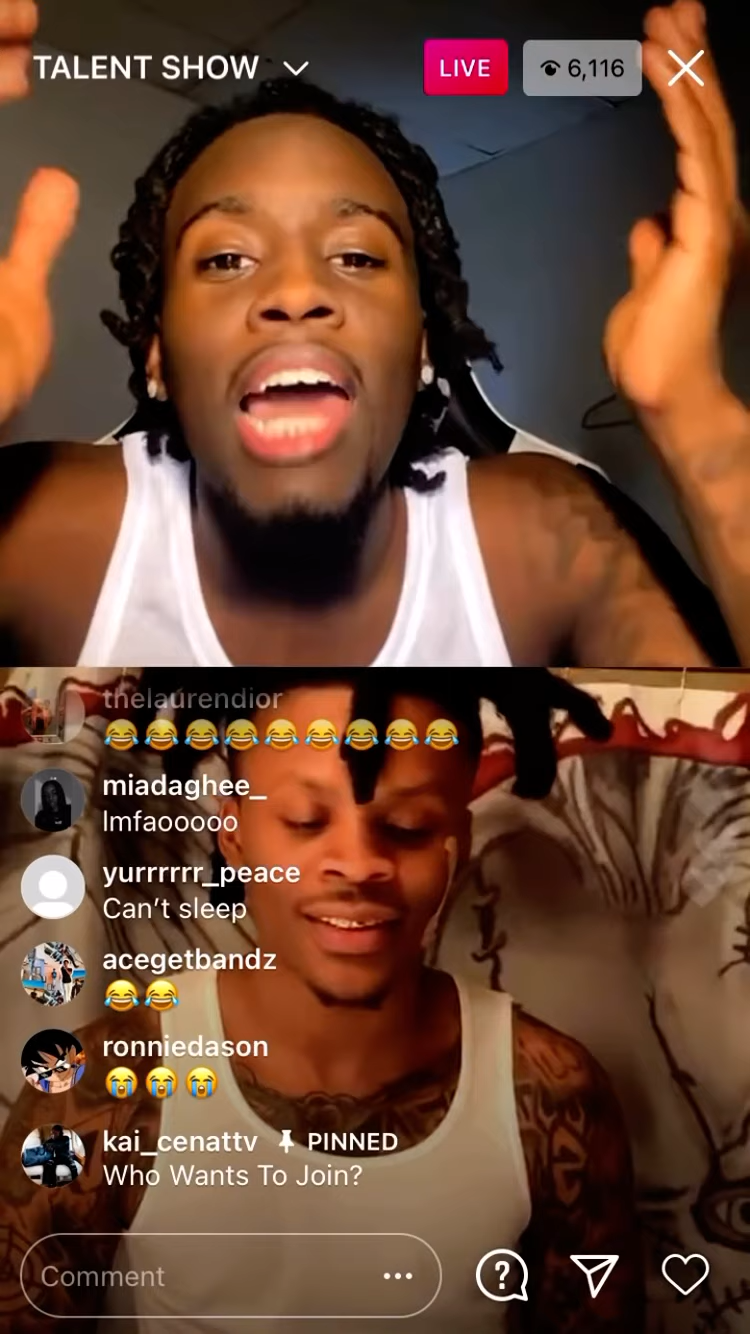 TALENT SHOW
LIVE
6,116
thelaurendior
😂😂😂😂😂😂😂😂😂
miadaghee_
lmfaooooo
yurrrrrr_peace
Can't sleep
acegetbandz
😂😂
ronniedason
😭😭😭
kai_cenattv PINNED
Who Wants To Join?
Comment